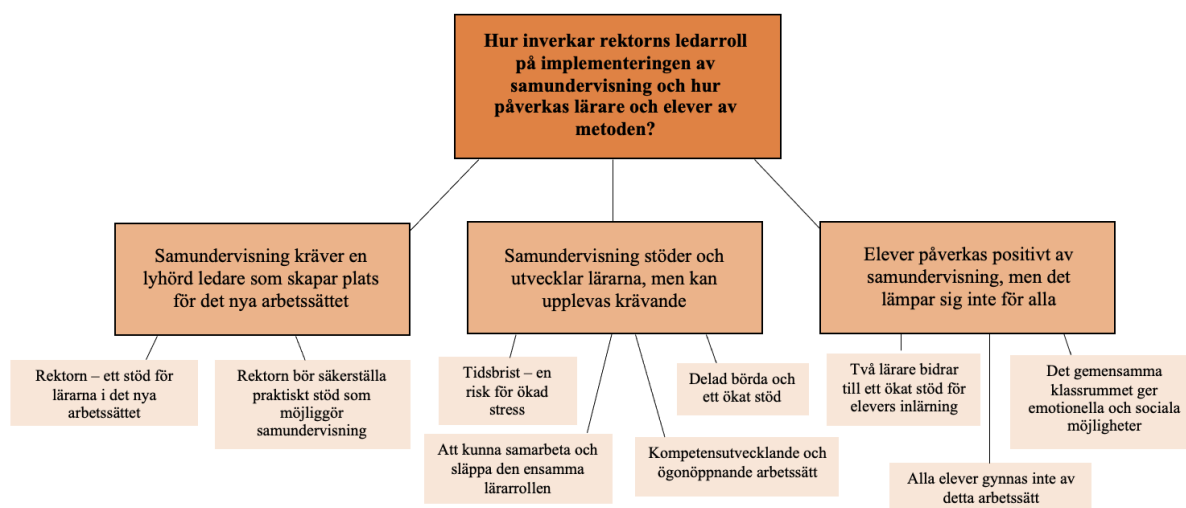 Hur inverkar rektorns ledarroll
på implementeringen av
samundervisning och hur
påverkas lärare och elever av
metoden?
Samundervisning kräver en
lyhörd ledare som skapar plats
för det nya arbetssättet
Samundervisning stöder och
utvecklar lärarna, men kan
upplevas krävande
Elever påverkas positivt av
samundervisning, men det
lämpar sig inte för alla
Rektorn – ett stöd för
lärarna i det nya
arbetssättet
Rektorn bör säkerställa
praktiskt stöd som
möjliggör
samundervisning
Tidsbrist – en
risk för ökad
stress
Att kunna samarbeta och
släppa den ensamma
lärarrollen
Kompetensutvecklande och
ögonöppnande arbetssätt
Delad börda och
ett ökat stöd
Två lärare bidrar
till ett ökat stöd för
elevers inlärning
Alla elever gynnas inte av
detta arbetssätt
Det gemensamma
klassrummet ger
emotionella och sociala
möjligheter